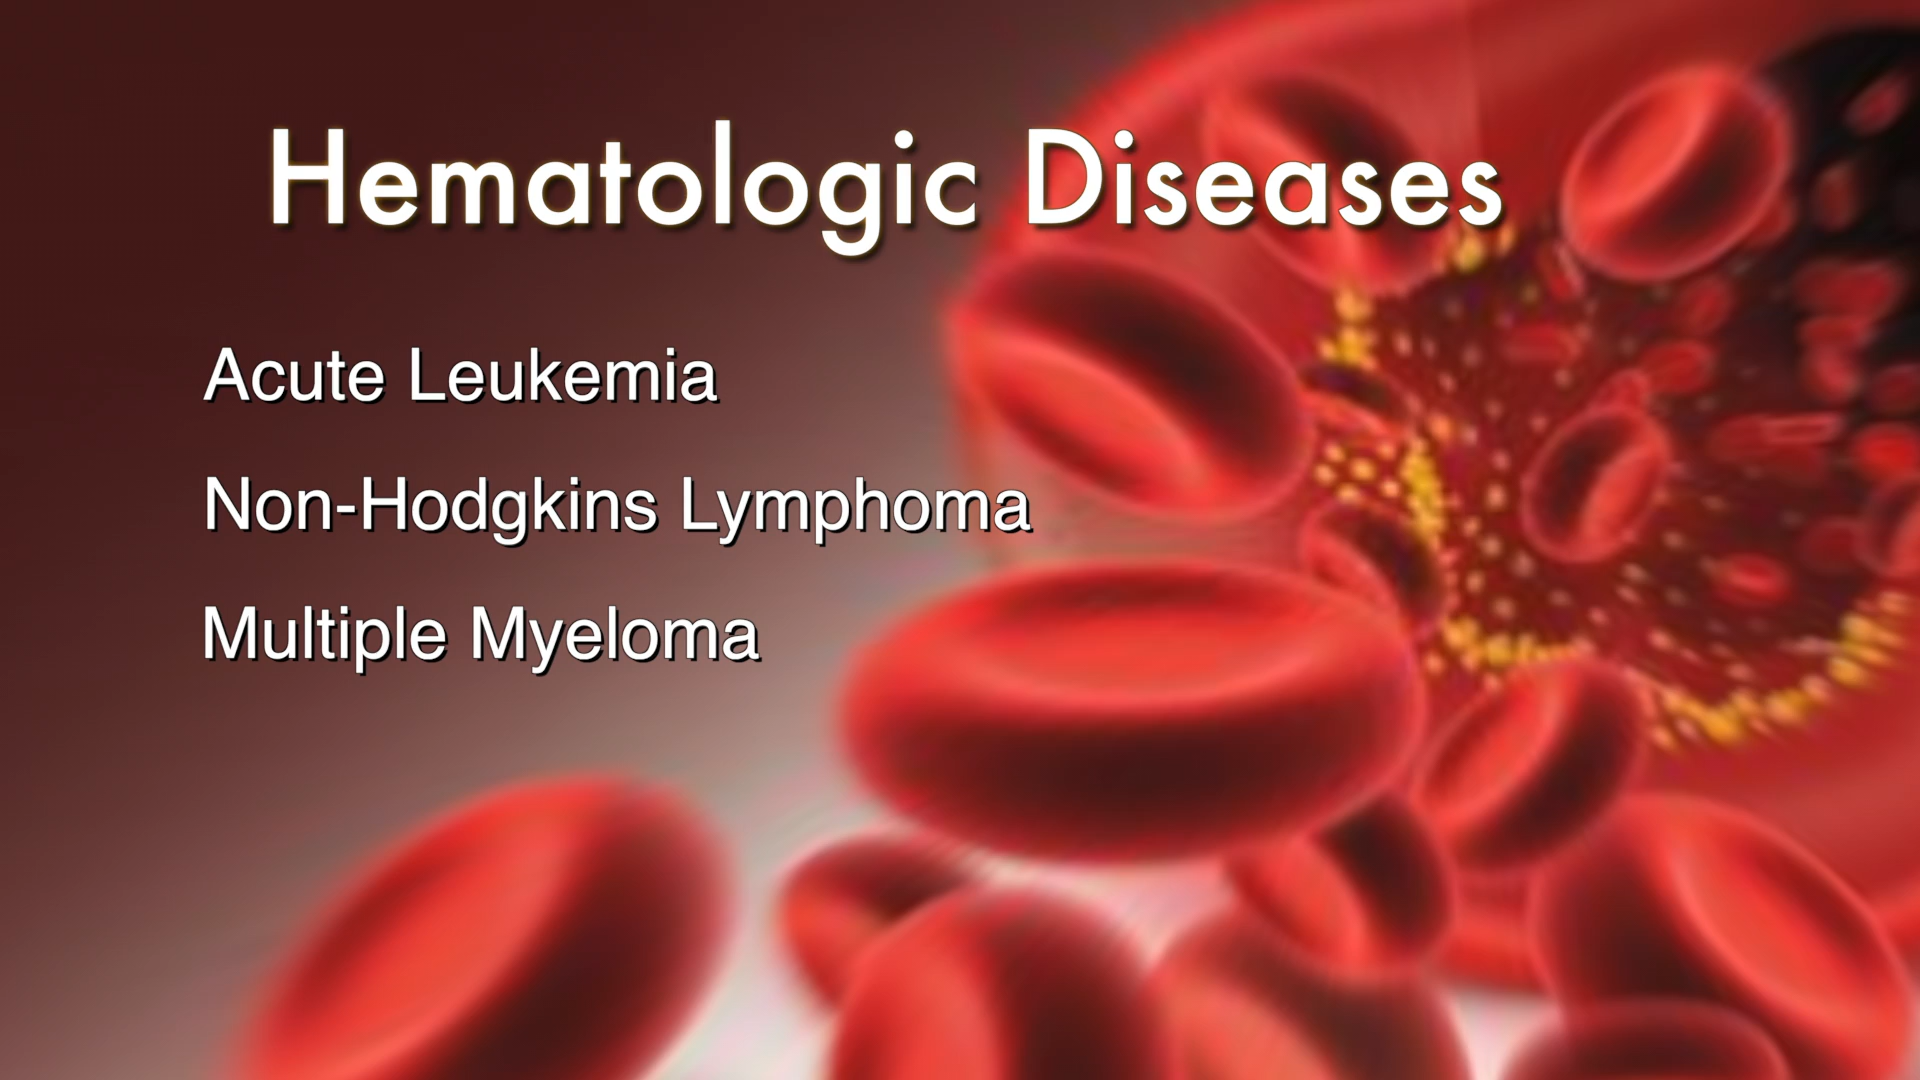 Hematologic Diseases
Acute Leukemia
Non-Hodgkins Lymphoma
Multiple Myeloma